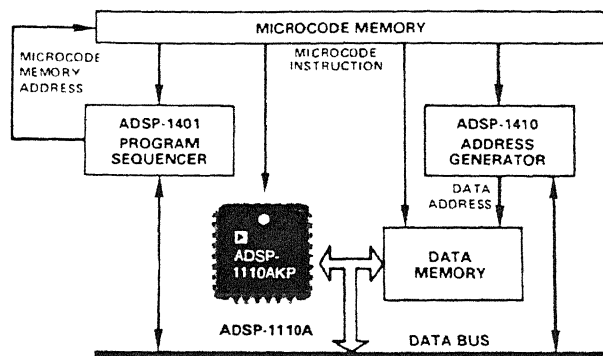 MICROCODE MEMORY
MICROCODE
MEMORY
ADDRESS
MICROCODE
INSTRUCTION
ADSP-1401
PROGRAM
SEQUENCER
ADSP-1410
ADDRESS
GENERATOR
DATA
ADDRESS
ADSP-
1110AKP
DATA
MEMORY
ADSP-1110A
DATA BUS